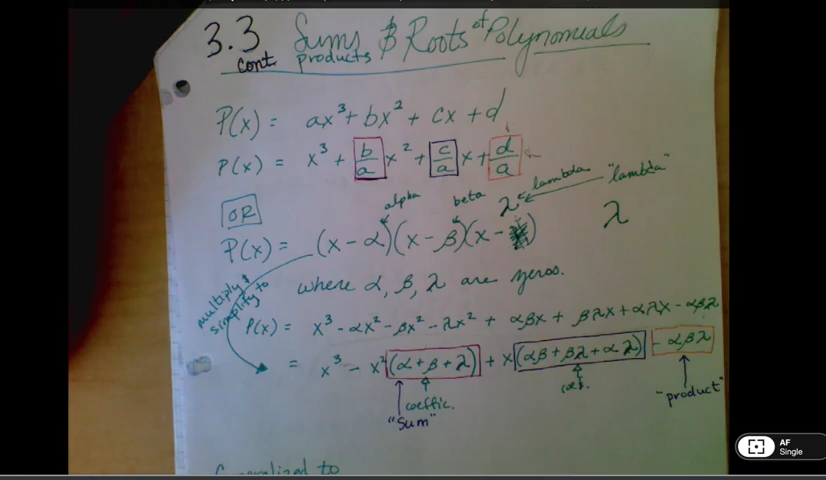 3.3 Sums & Roots of Polynomials
cont products
P(x) = ax³ + bx² + cx + d
P(x) = x³ + b/a x² + c/a x + d/a
alpha beta λ lambda "lambda"
OR
P(x) = (x - α)(x - β)(x - ) λ
where α, β, λ are zeros.
multiply &
simplify to
P(x) = x³ - αx² - βx² - λx² + αβx + βλx + αλx - αβλ
= x³ - x²(α + β + λ) + x(αβ + βλ + αλ) - αβλ
coeffic. "product"
"Sum"
Generalized to
AF
Single